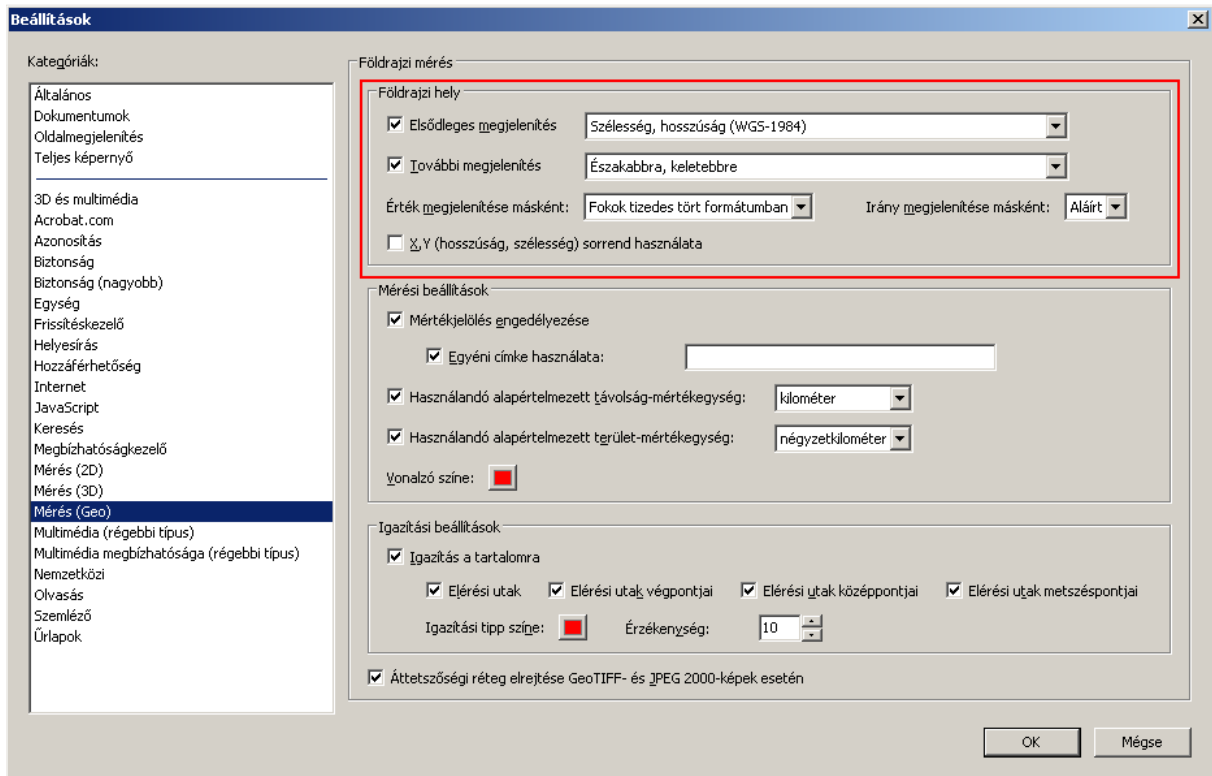 Beállítások
Kategóriák:
Általános
Dokumentumok
Oldalmegjelenítés
Teljes képernyő
3D és multimédia
Acrobat.com
Azonosítás
Biztonság
Biztonság (nagyobb)
Egység
Frissítéskezelő
Helyesírás
Hozzáférhetőség
Internet
JavaScript
Keresés
Megbízhatóságkezelő
Mérés (2D)
Mérés (3D)
Mérés (Geo)
Multimédia (régebbi típus)
Multimédia megbízhatósága (régebbi típus)
Nemzetközi
Olvasás
Szemléző
Űrlapok
Földrajzi mérés
Földrajzi hely
Elsődleges megjelenítés Szélesség, hosszúság (WGS-1984)
További megjelenítés Északabbra, keletebbre
Érték megjelenítése másként: Fokok tizedes tört formátumban Irány megjelenítése másként: Aláírt
X,Y (hosszúság, szélesség) sorrend használata
Mérési beállítások
Mértékjelölés engedélyezése
Egyéni címke használata:
Használandó alapértelmezett távolság-mértékegység: kilométer
Használandó alapértelmezett terület-mértékegység: négyzetkilométer
Vonalzó színe:
Igazítási beállítások
Igazítás a tartalomra
Elérési utak Elérési utak végpontjai Elérési utak középpontjai Elérési utak metszéspontjai
Igazítási tipp színe: Érzékenység: 10
Áttetszőségi réteg elrejtése GeoTIFF- és JPEG 2000-képek esetén
OK Mégse